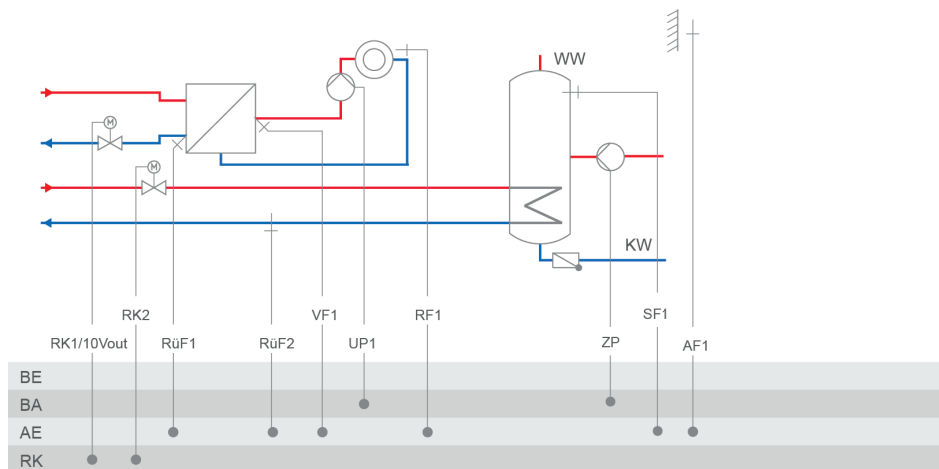 WW
M
M
KW
RK2
VF1
RF1
SF1
RK1/10Vout
RüF1
RüF2
UP1
ZP
AF1
BE
BA
AE
RK